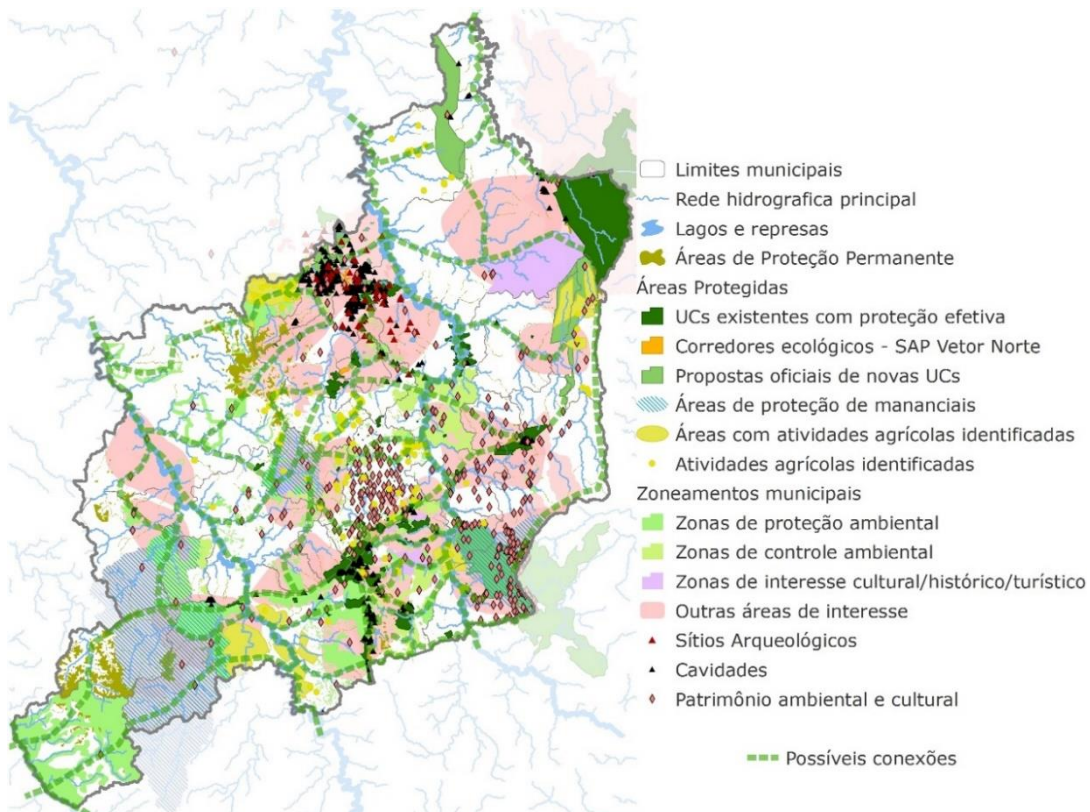 Limites municipais
Rede hidrografica principal
Lagos e represas
Áreas de Proteção Permanente
Áreas Protegidas
UCs existentes com proteção efetiva
Corredores ecológicos - SAP Vetor Norte
Propostas oficiais de novas UCs
Áreas de proteção de mananciais
Áreas com atividades agrícolas identificadas
Atividades agrícolas identificadas
Zoneamentos municipais
Zonas de proteção ambiental
Zonas de controle ambiental
Zonas de interesse cultural/histórico/turístico
Outras áreas de interesse
Sítios Arqueológicos
Cavidades
Patrimônio ambiental e cultural
Possíveis conexões